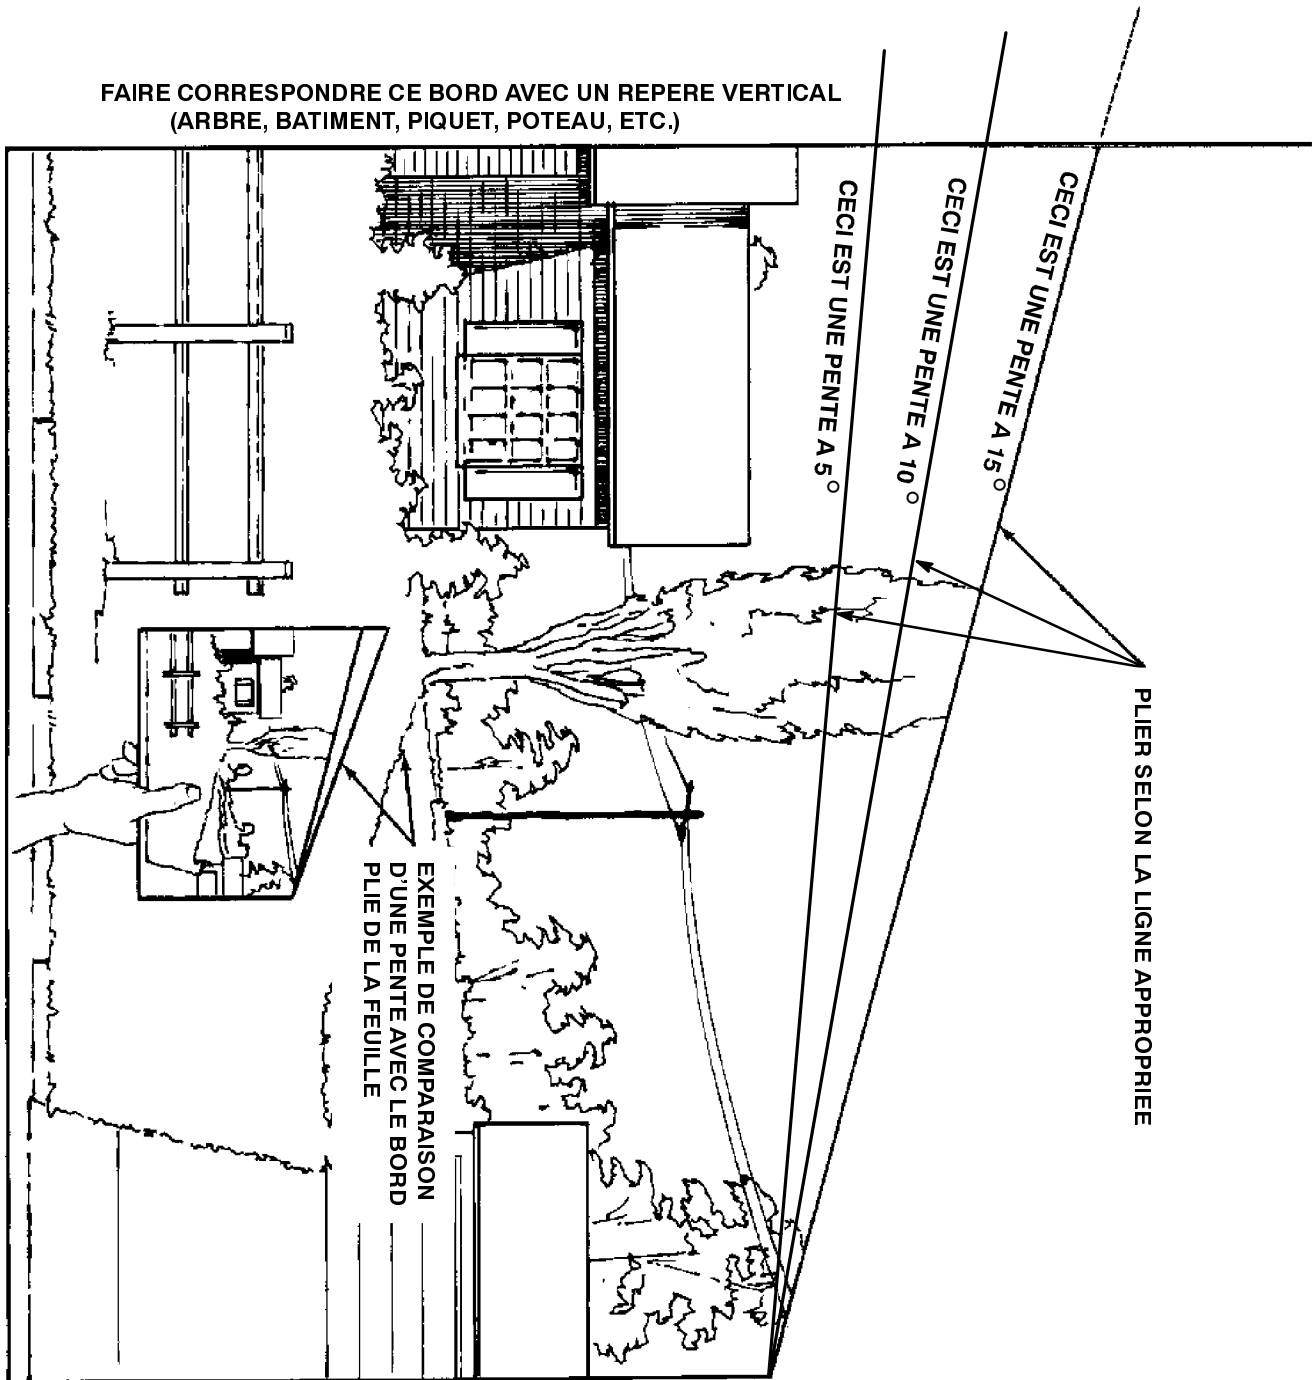 FAIRE CORRESPONDRE CE BORD AVEC UN REPERE VERTICAL
(ARBRE, BATIMENT, PIQUET, POTEAU, ETC.)
CECI EST UNE PENTE A 5°
CECI EST UNE PENTE A 10°
CECI EST UNE PENTE A 15°
PLIER SELON LA LIGNE APPROPRIEE
EXEMPLE DE COMPARAISON
D'UNE PENTE AVEC LE BORD
PLIE DE LA FEUILLE